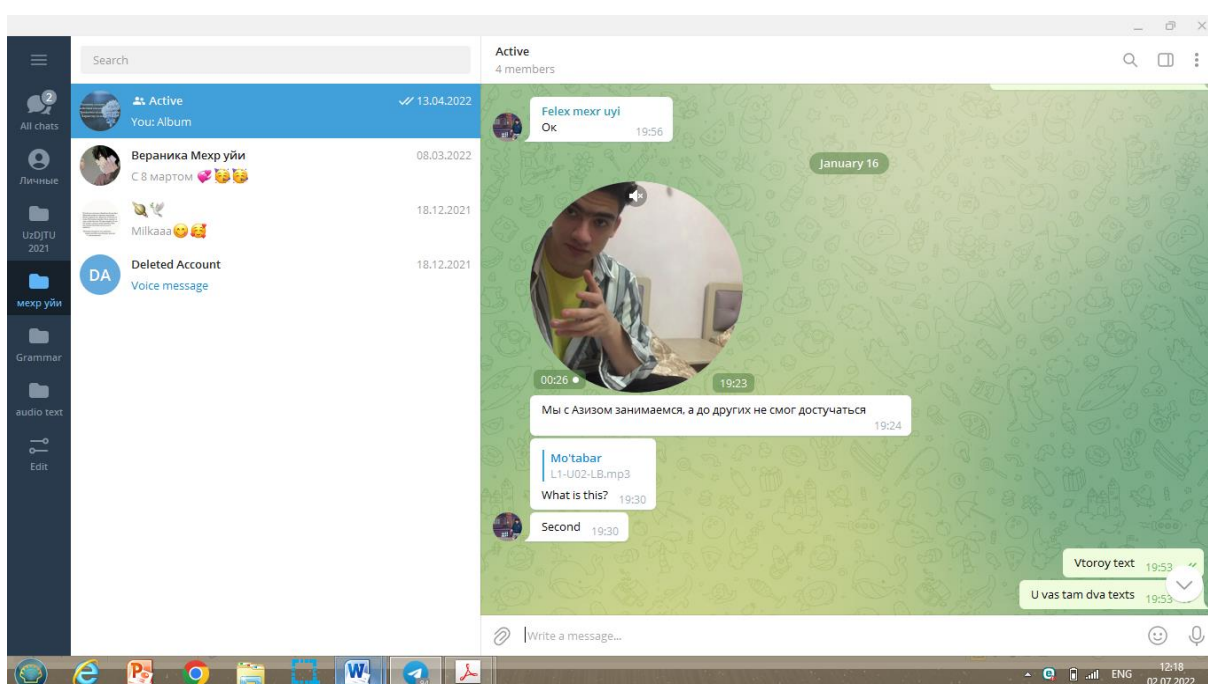 Search
2
All chats
Личные
UzDJTU
2021
мехр уйи
Grammar
audio text
Edit
Active
13.04.2022
You: Album
Вераника Мехр уйи
08.03.2022
С 8 мартом
18.12.2021
Milkaaa
DA
Deleted Account
18.12.2021
Voice message
Active
4 members
Felex mexr uyi
Ок
19:56
January 16
00:26
19:23
Мы с Азизом занимаемся, а до других не смог достучаться
19:24
Mo'tabar
L1-U02-LB.mp3
What is this? 19:30
Second 19:30
Vtoroy text 19:53
U vas tam dva texts 19:53
Write a message...
ENG
12:18
02.07.2022